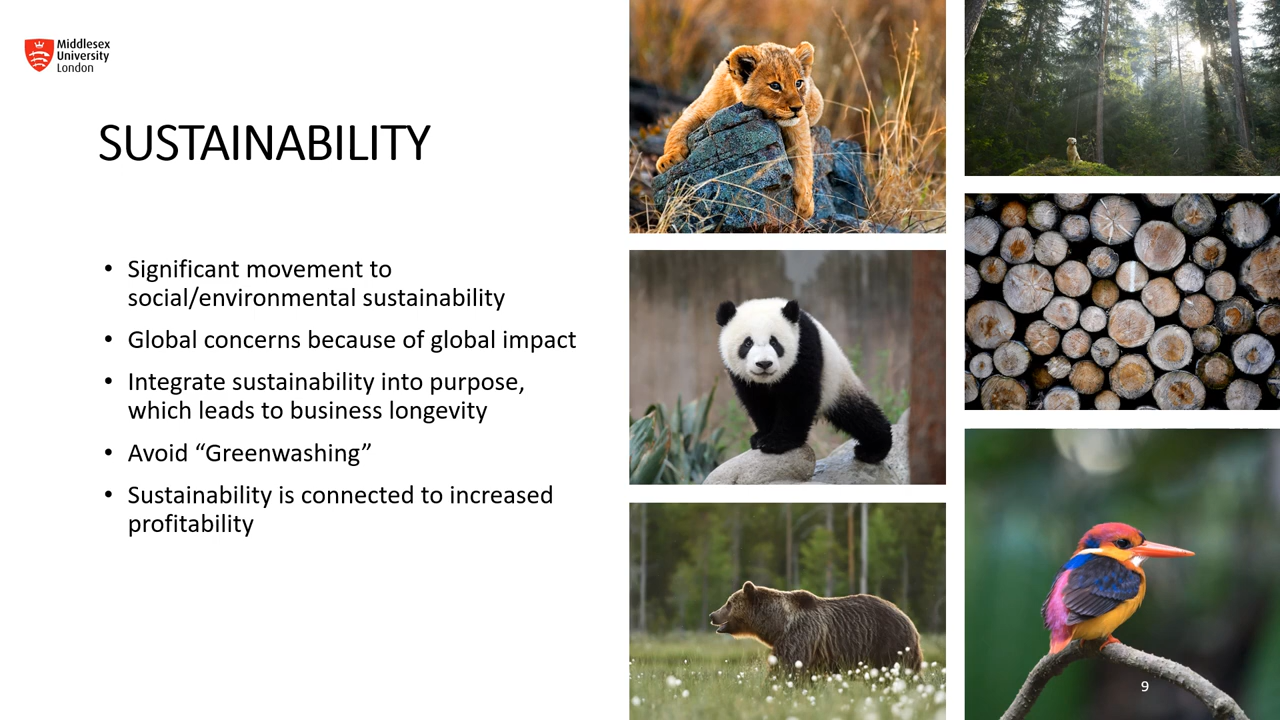 Middlesex
University
London
SUSTAINABILITY
• Significant movement to
social/environmental sustainability
• Global concerns because of global impact
• Integrate sustainability into purpose,
which leads to business longevity
• Avoid “Greenwashing”
• Sustainability is connected to increased
profitability
9